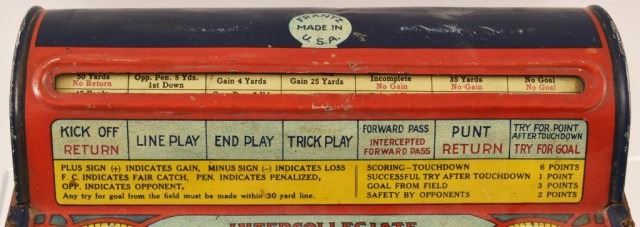 FRANTZ
MADE IN
U.S.A.
50 Yards Opp. Pen. 5 Yds. Gain 4 Yards Gain 25 Yards Incomplete 35 Yards No Goal
No Return 1st Down No Gain No Gain No Goal
KICK OFF LINE PLAY END PLAY TRICK PLAY FORWARD PASS PUNT TRY FOR POINT
AFTER TOUCHDOWN
RETURN INTERCEPTED RETURN TRY FOR GOAL
FORWARD PASS
PLUS SIGN (+) INDICATES GAIN, MINUS SIGN (–) INDICATES LOSS
F. C. INDICATES FAIR CATCH, PEN. INDICATES PENALIZED,
OPP. INDICATES OPPONENT.
Any try for goal from the field must be made within 30 yard line.
SCORING—TOUCHDOWN 6 POINTS
SUCCESSFUL TRY AFTER TOUCHDOWN 1 POINT
GOAL FROM FIELD 3 POINTS
SAFETY BY OPPONENTS 2 POINTS
INTERCOLLEGIATE